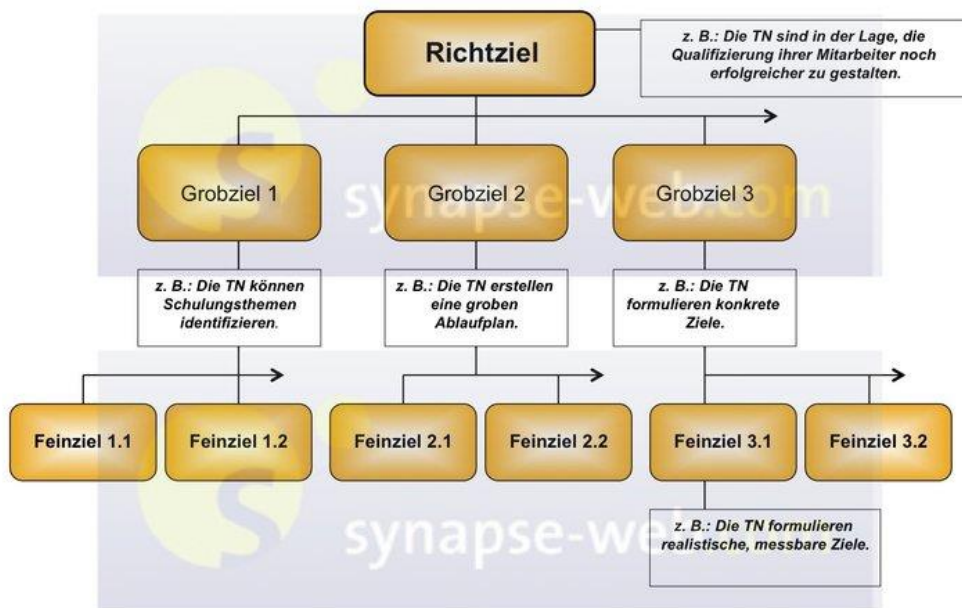 Richtziel
z. B.: Die TN sind in der Lage, die
Qualifizierung ihrer Mitarbeiter noch
erfolgreicher zu gestalten.
Grobziel 1
Grobziel 2
Grobziel 3
synapse-web.com
z. B.: Die TN können
Schulungsthemen
identifizieren.
z. B.: Die TN erstellen
eine groben
Ablaufplan.
z. B.: Die TN
formulieren konkrete
Ziele.
Feinziel 1.1
Feinziel 1.2
Feinziel 2.1
Feinziel 2.2
Feinziel 3.1
Feinziel 3.2
z. B.: Die TN formulieren
realistische, messbare Ziele.
synapse-web.com